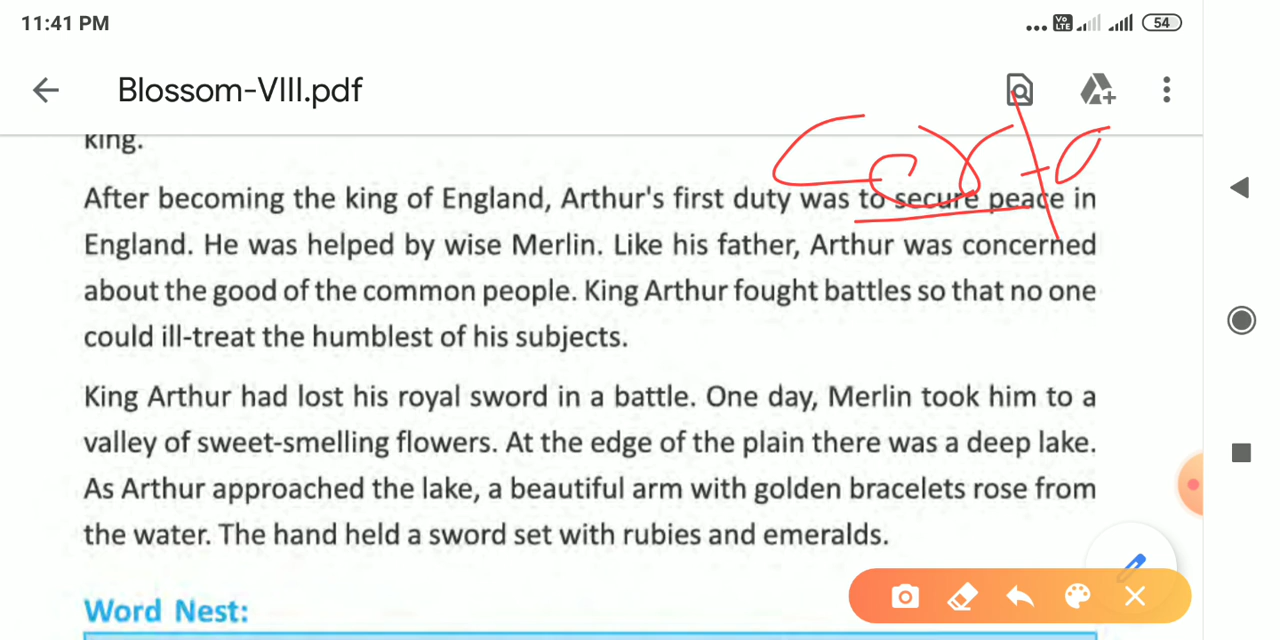 11:41 PM
Vo LTE
54
Blossom-VIII.pdf
king.
After becoming the king of England, Arthur's first duty was to secure peace in
England. He was helped by wise Merlin. Like his father, Arthur was concerned
about the good of the common people. King Arthur fought battles so that no one
could ill-treat the humblest of his subjects.
King Arthur had lost his royal sword in a battle. One day, Merlin took him to a
valley of sweet-smelling flowers. At the edge of the plain there was a deep lake.
As Arthur approached the lake, a beautiful arm with golden bracelets rose from
the water. The hand held a sword set with rubies and emeralds.
Word Nest: